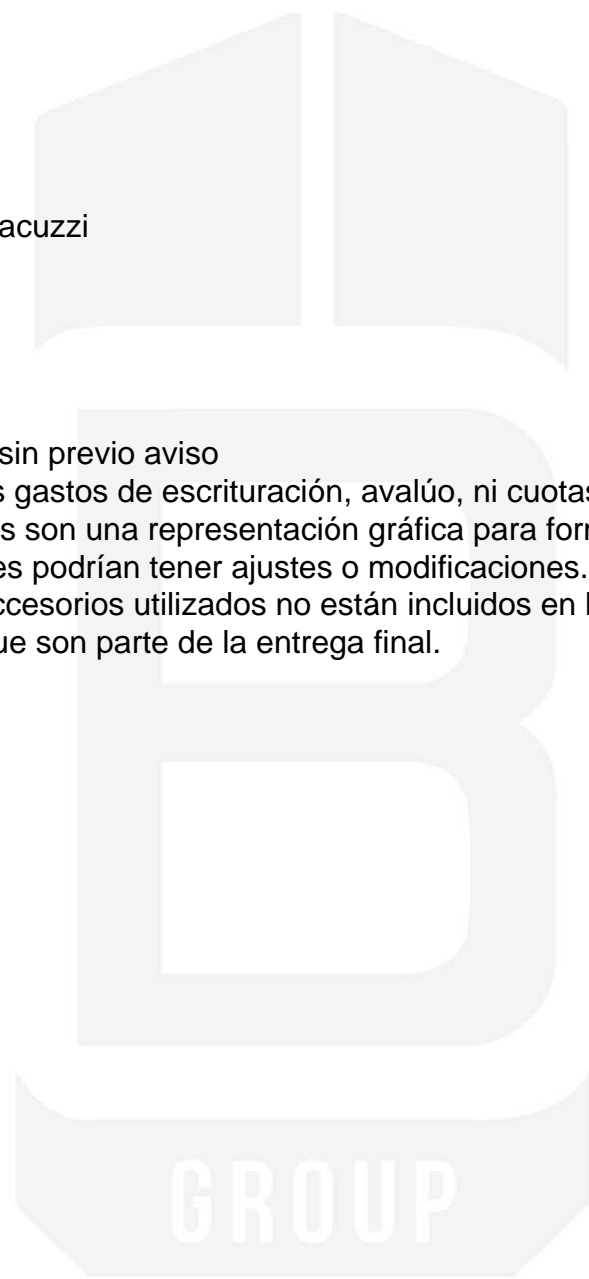 acuzzi
sin previo aviso
s gastos de escrituración, avalúo, ni cuotas
s son una representación gráfica para for
es podrían tener ajustes o modificaciones.
ccesorios utilizados no están incluidos en l
ue son parte de la entrega final.
B
GROUP